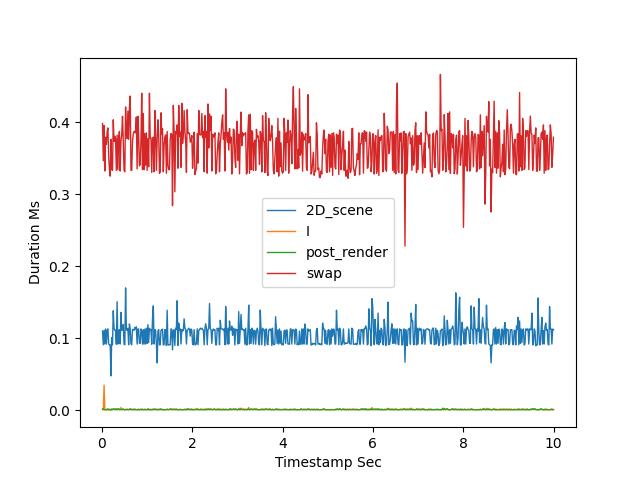 0.4
0.3
0.2
0.1
0.0
Duration Ms
2D_scene
I
post_render
swap
0 2 4 6 8 10
Timestamp Sec